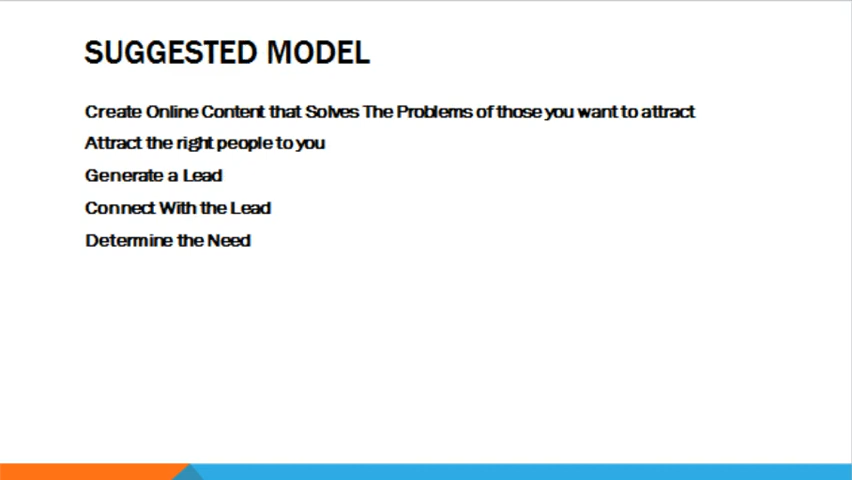 SUGGESTED MODEL
Create Online Content that Solves The Problems of those you want to attract
Attract the right people to you
Generate a Lead
Connect With the Lead
Determine the Need